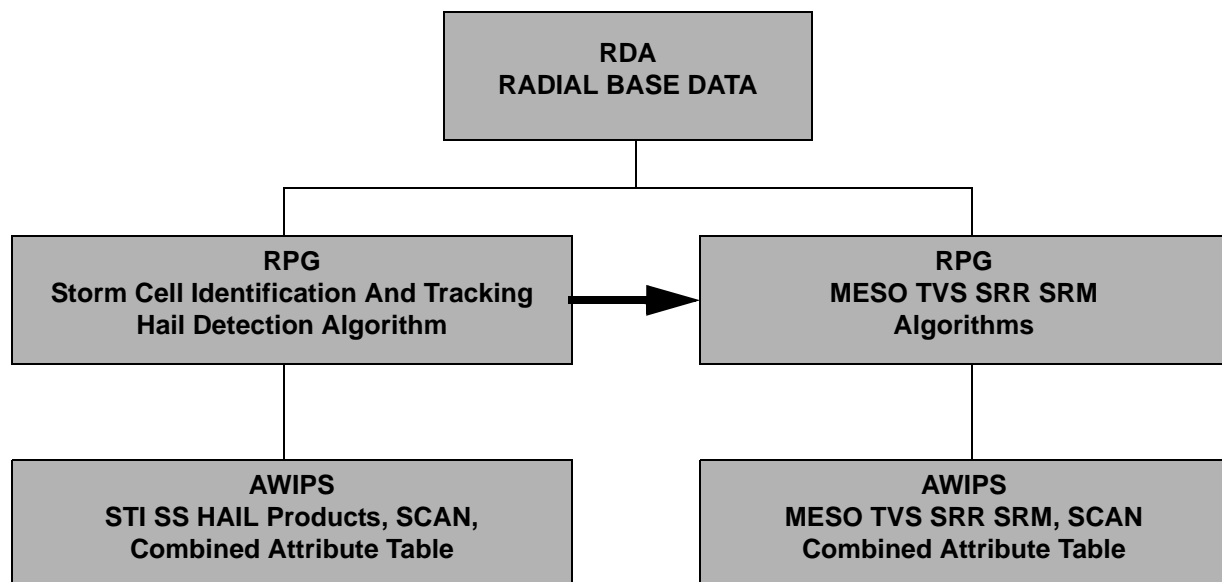 RDA
RADIAL BASE DATA
RPG
Storm Cell Identification And Tracking
Hail Detection Algorithm
RPG
MESO TVS SRR SRM
Algorithms
AWIPS
STI SS HAIL Products, SCAN,
Combined Attribute Table
AWIPS
MESO TVS SRR SRM, SCAN
Combined Attribute Table